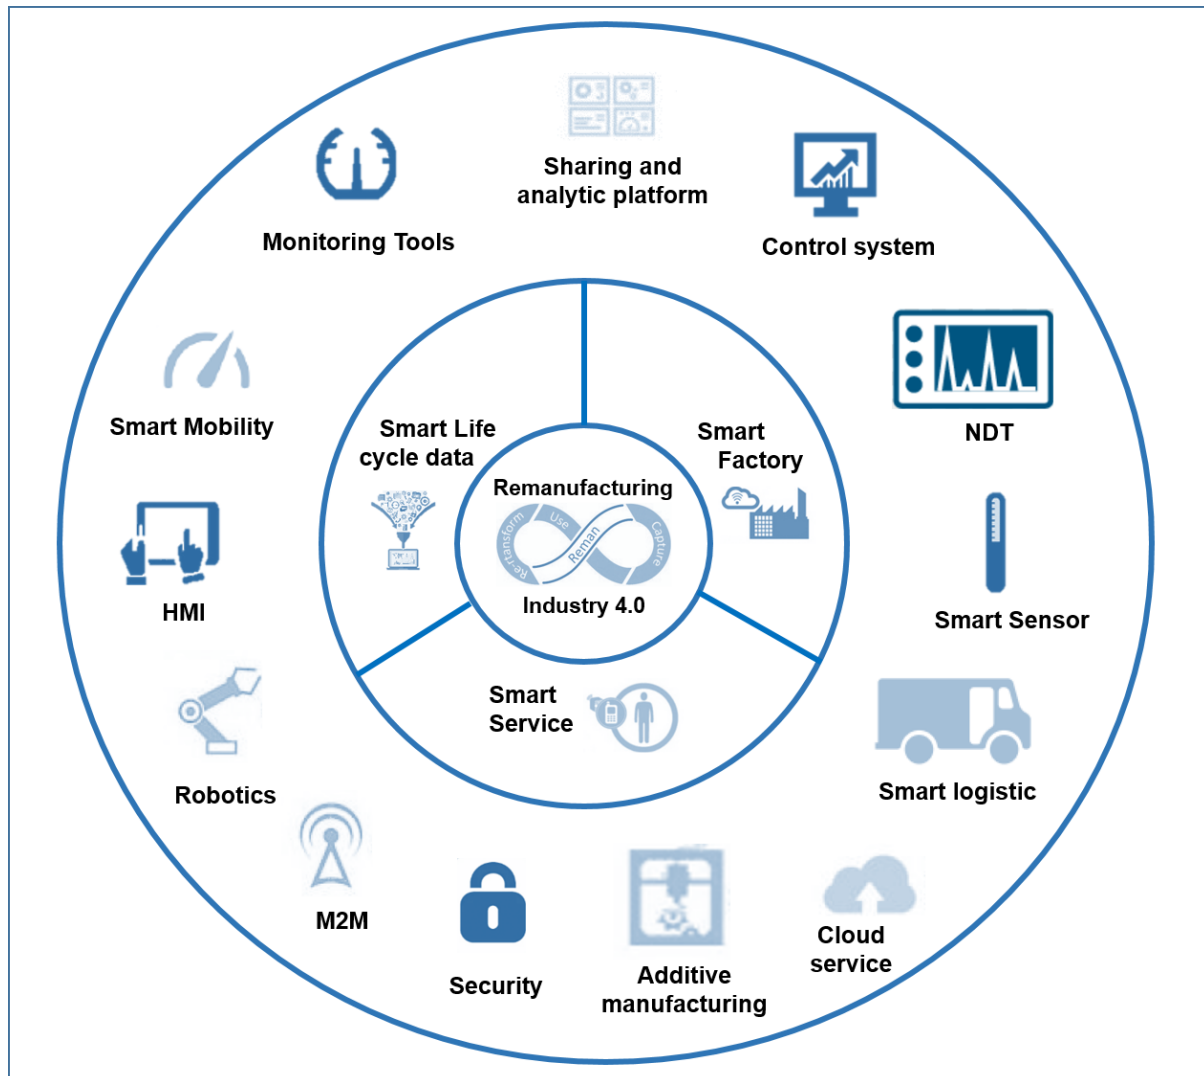 Sharing and
analytic platform
Monitoring Tools
Control system
Smart Mobility
NDT
Smart Life
cycle data
Smart
Factory
Remanufacturing
Re-rtansform
Use
Reman
Capture
Industry 4.0
HMI
Smart Sensor
Smart
Service
Robotics
Smart logistic
M2M
Security
Additive
manufacturing
Cloud
service